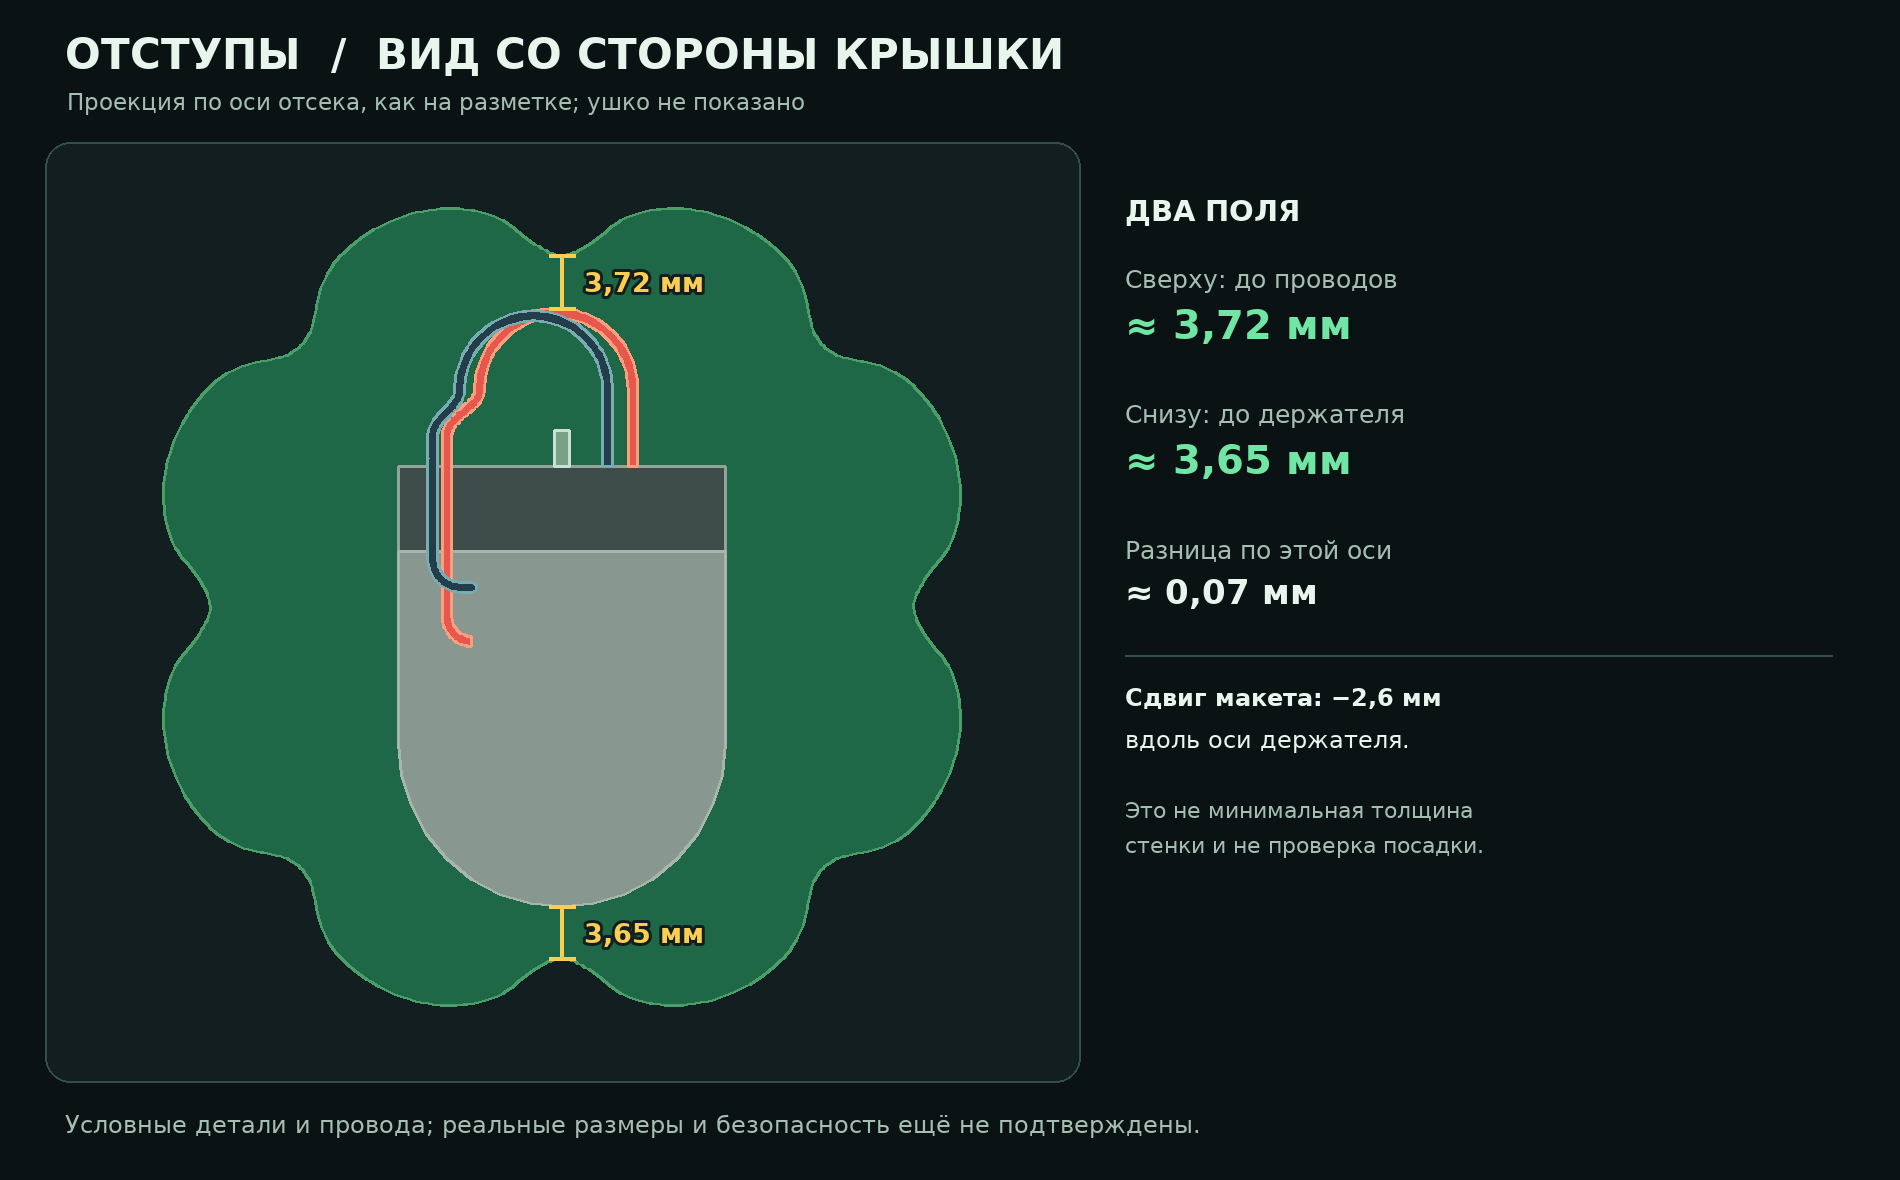 ОТСТУПЫ / ВИД СО СТОРОНЫ КРЫШКИ
Проекция по оси отсека, как на разметке; ушко не показано
3,72 мм
3,65 мм
ДВА ПОЛЯ
Сверху: до проводов
≈ 3,72 мм
Снизу: до держателя
≈ 3,65 мм
Разница по этой оси
≈ 0,07 мм
Сдвиг макета: −2,6 мм
вдоль оси держателя.
Это не минимальная толщина
стенки и не проверка посадки.
Условные детали и провода; реальные размеры и безопасность ещё не подтверждены.